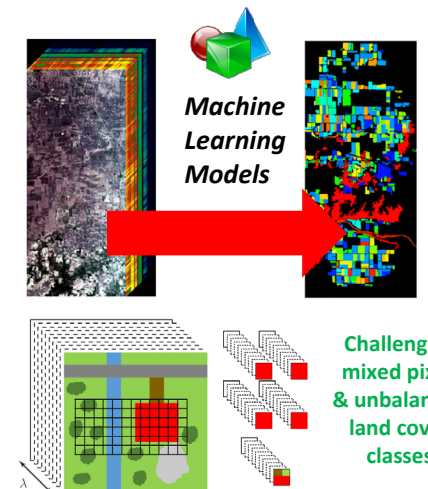 Machine
Learning
Models
Challeng
mixed pix
& unbalan
land cov
classes
λ